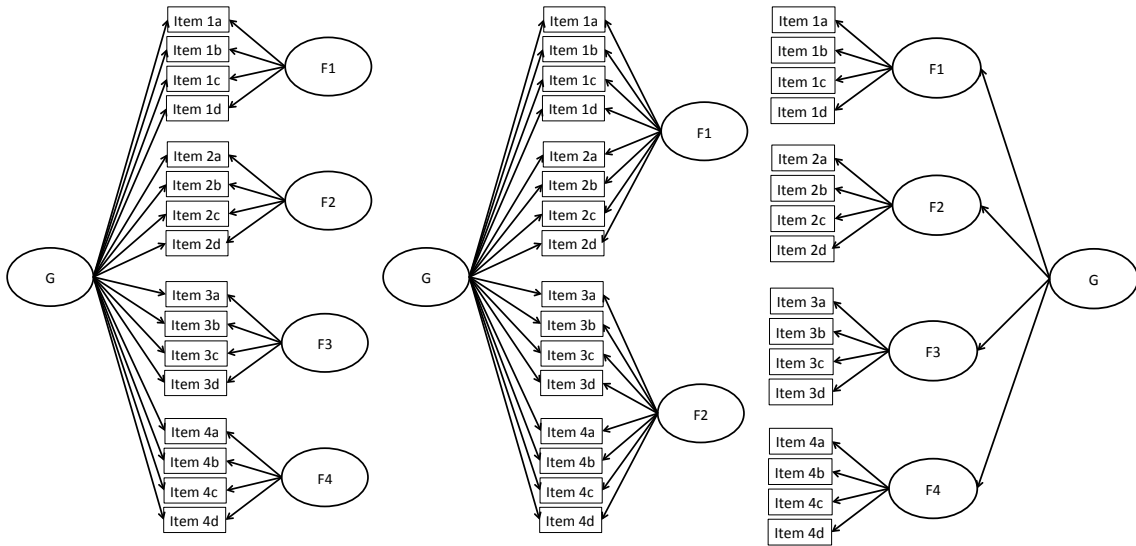 Item 1a
Item 1b
Item 1c
Item 1d
F1
Item 2a
Item 2b
Item 2c
Item 2d
F2
G
Item 3a
Item 3b
Item 3c
Item 3d
F3
Item 4a
Item 4b
Item 4c
Item 4d
F4
Item 1a
Item 1b
Item 1c
Item 1d
F1
Item 2a
Item 2b
Item 2c
Item 2d
G
Item 3a
Item 3b
Item 3c
Item 3d
F2
Item 4a
Item 4b
Item 4c
Item 4d
Item 1a
Item 1b
Item 1c
Item 1d
F1
Item 2a
Item 2b
Item 2c
Item 2d
F2
G
Item 3a
Item 3b
Item 3c
Item 3d
F3
Item 4a
Item 4b
Item 4c
Item 4d
F4